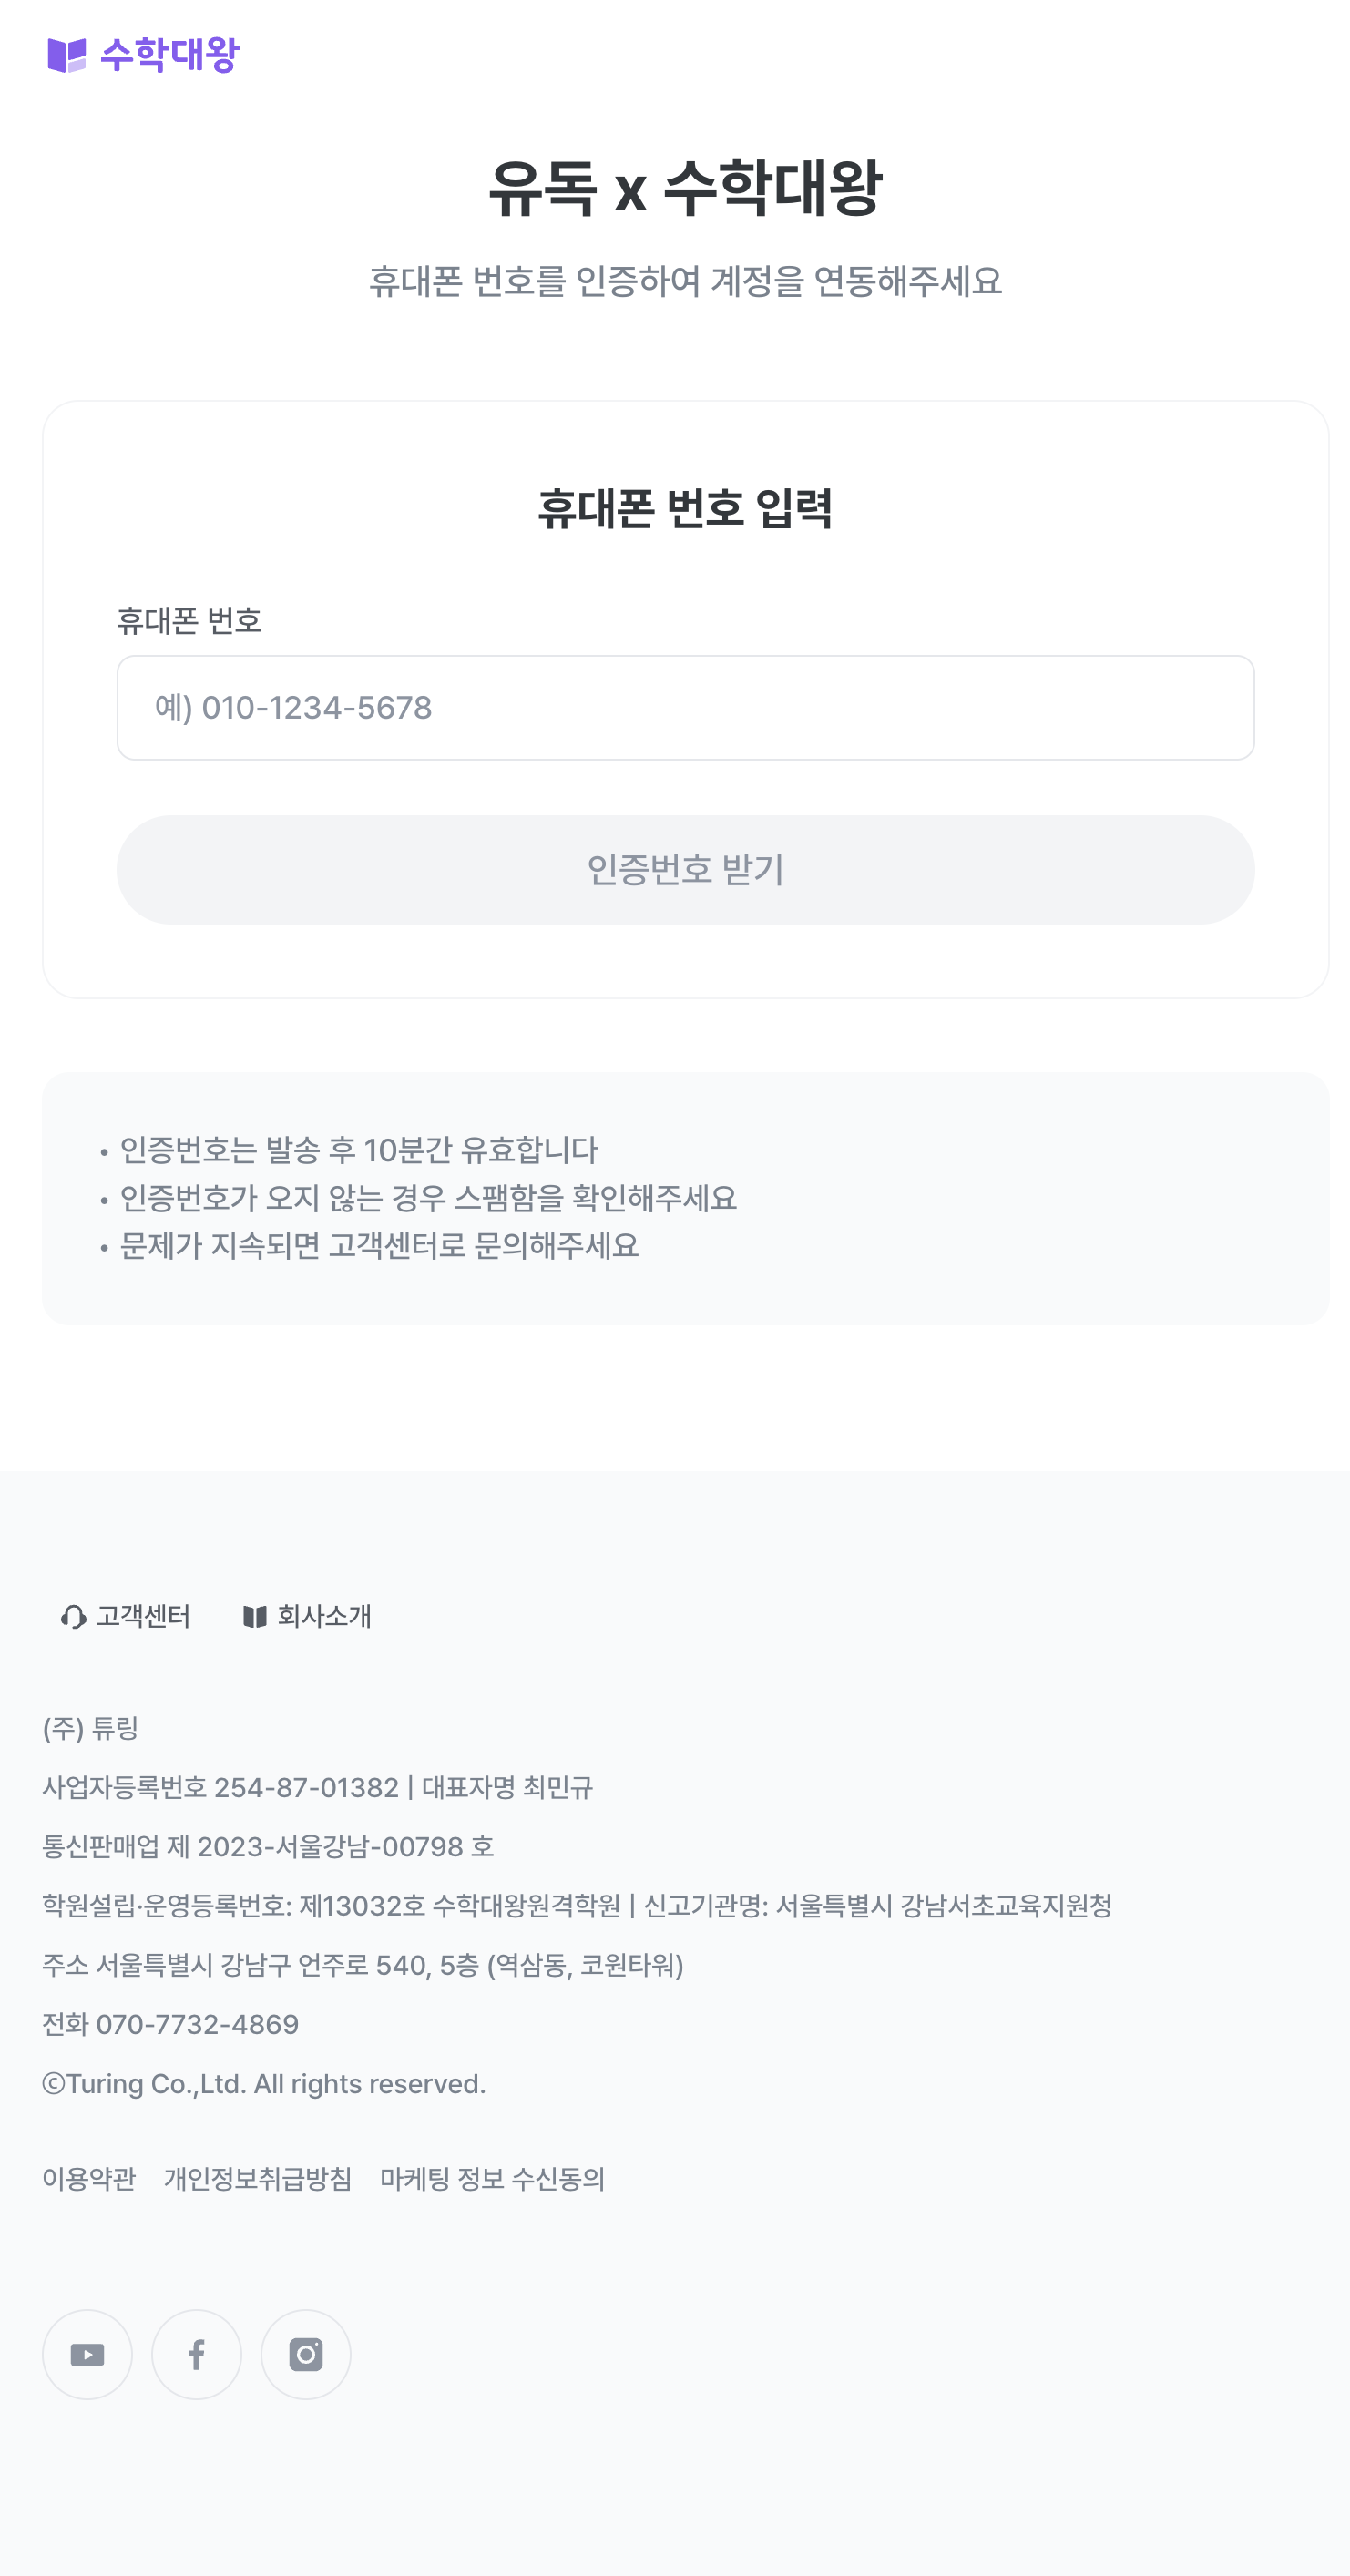 수학대왕
유독 x 수학대왕
휴대폰 번호를 인증하여 계정을 연동해주세요
휴대폰 번호 입력
휴대폰 번호
예) 010-1234-5678
인증번호 받기
• 인증번호는 발송 후 10분간 유효합니다
• 인증번호가 오지 않는 경우 스팸함을 확인해주세요
• 문제가 지속되면 고객센터로 문의해주세요
고객센터 회사소개
(주) 튜링
사업자등록번호 254-87-01382 | 대표자명 최민규
통신판매업 제 2023-서울강남-00798 호
학원설립·운영등록번호: 제13032호 수학대왕원격학원 | 신고기관명: 서울특별시 강남서초교육지원청
주소 서울특별시 강남구 언주로 540, 5층 (역삼동, 코원타워)
전화 070-7732-4869
ⓒTuring Co.,Ltd. All rights reserved.
이용약관 개인정보취급방침 마케팅 정보 수신동의